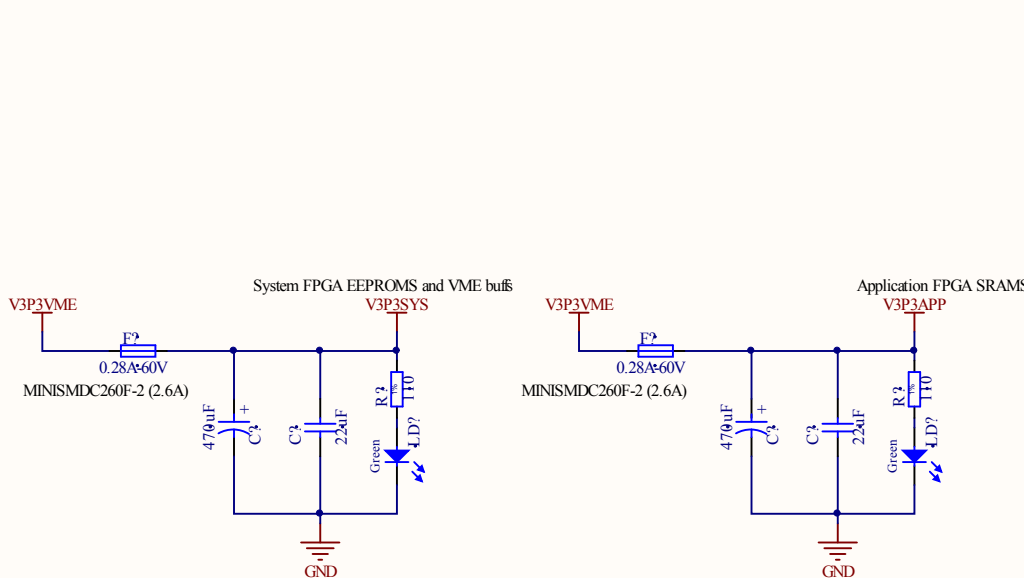 System FPGA EEPROMS and VME buffs
Application FPGA SRAMS
V3P3VME
V3P3SYS
V3P3VME
V3P3APP
F?
F?
0.28A-60V
0.28A-60V
MINISMDC260F-2 (2.6A)
MINISMDC260F-2 (2.6A)
470uF
+
C?
C?
22uF
R?
1%
110
Green
LD?
470uF
+
C?
C?
22uF
R?
1%
110
Green
LD?
GND
GND